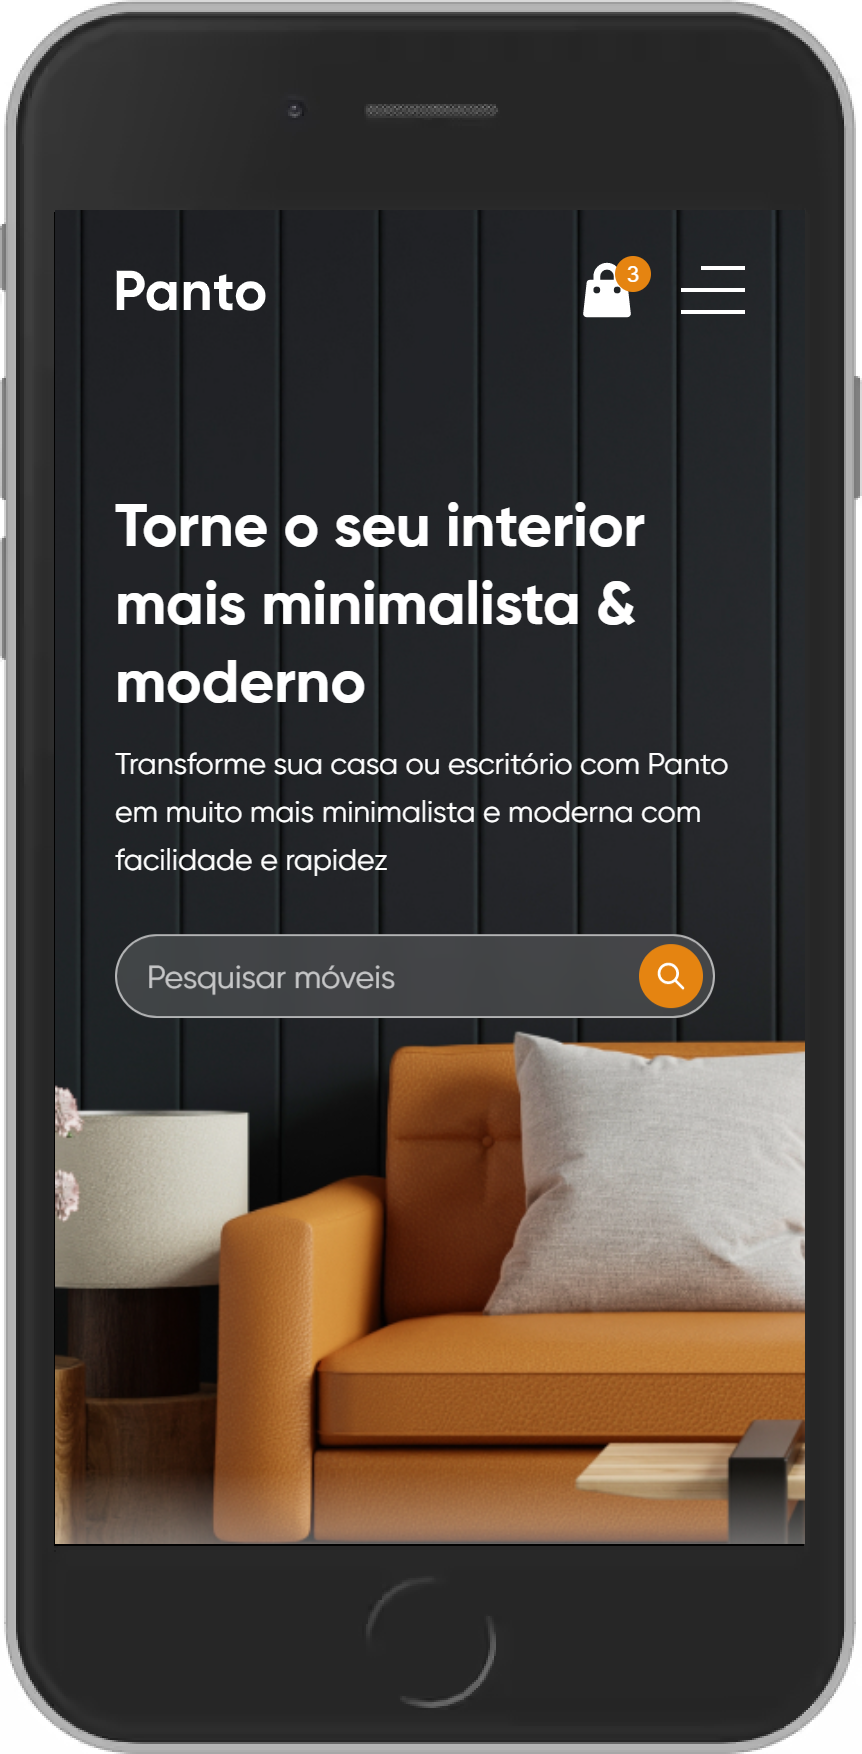 Panto
3
Torne o seu interior
mais minimalista &
moderno
Transforme sua casa ou escritório com Panto
em muito mais minimalista e moderna com
facilidade e rapidez
Pesquisar móveis